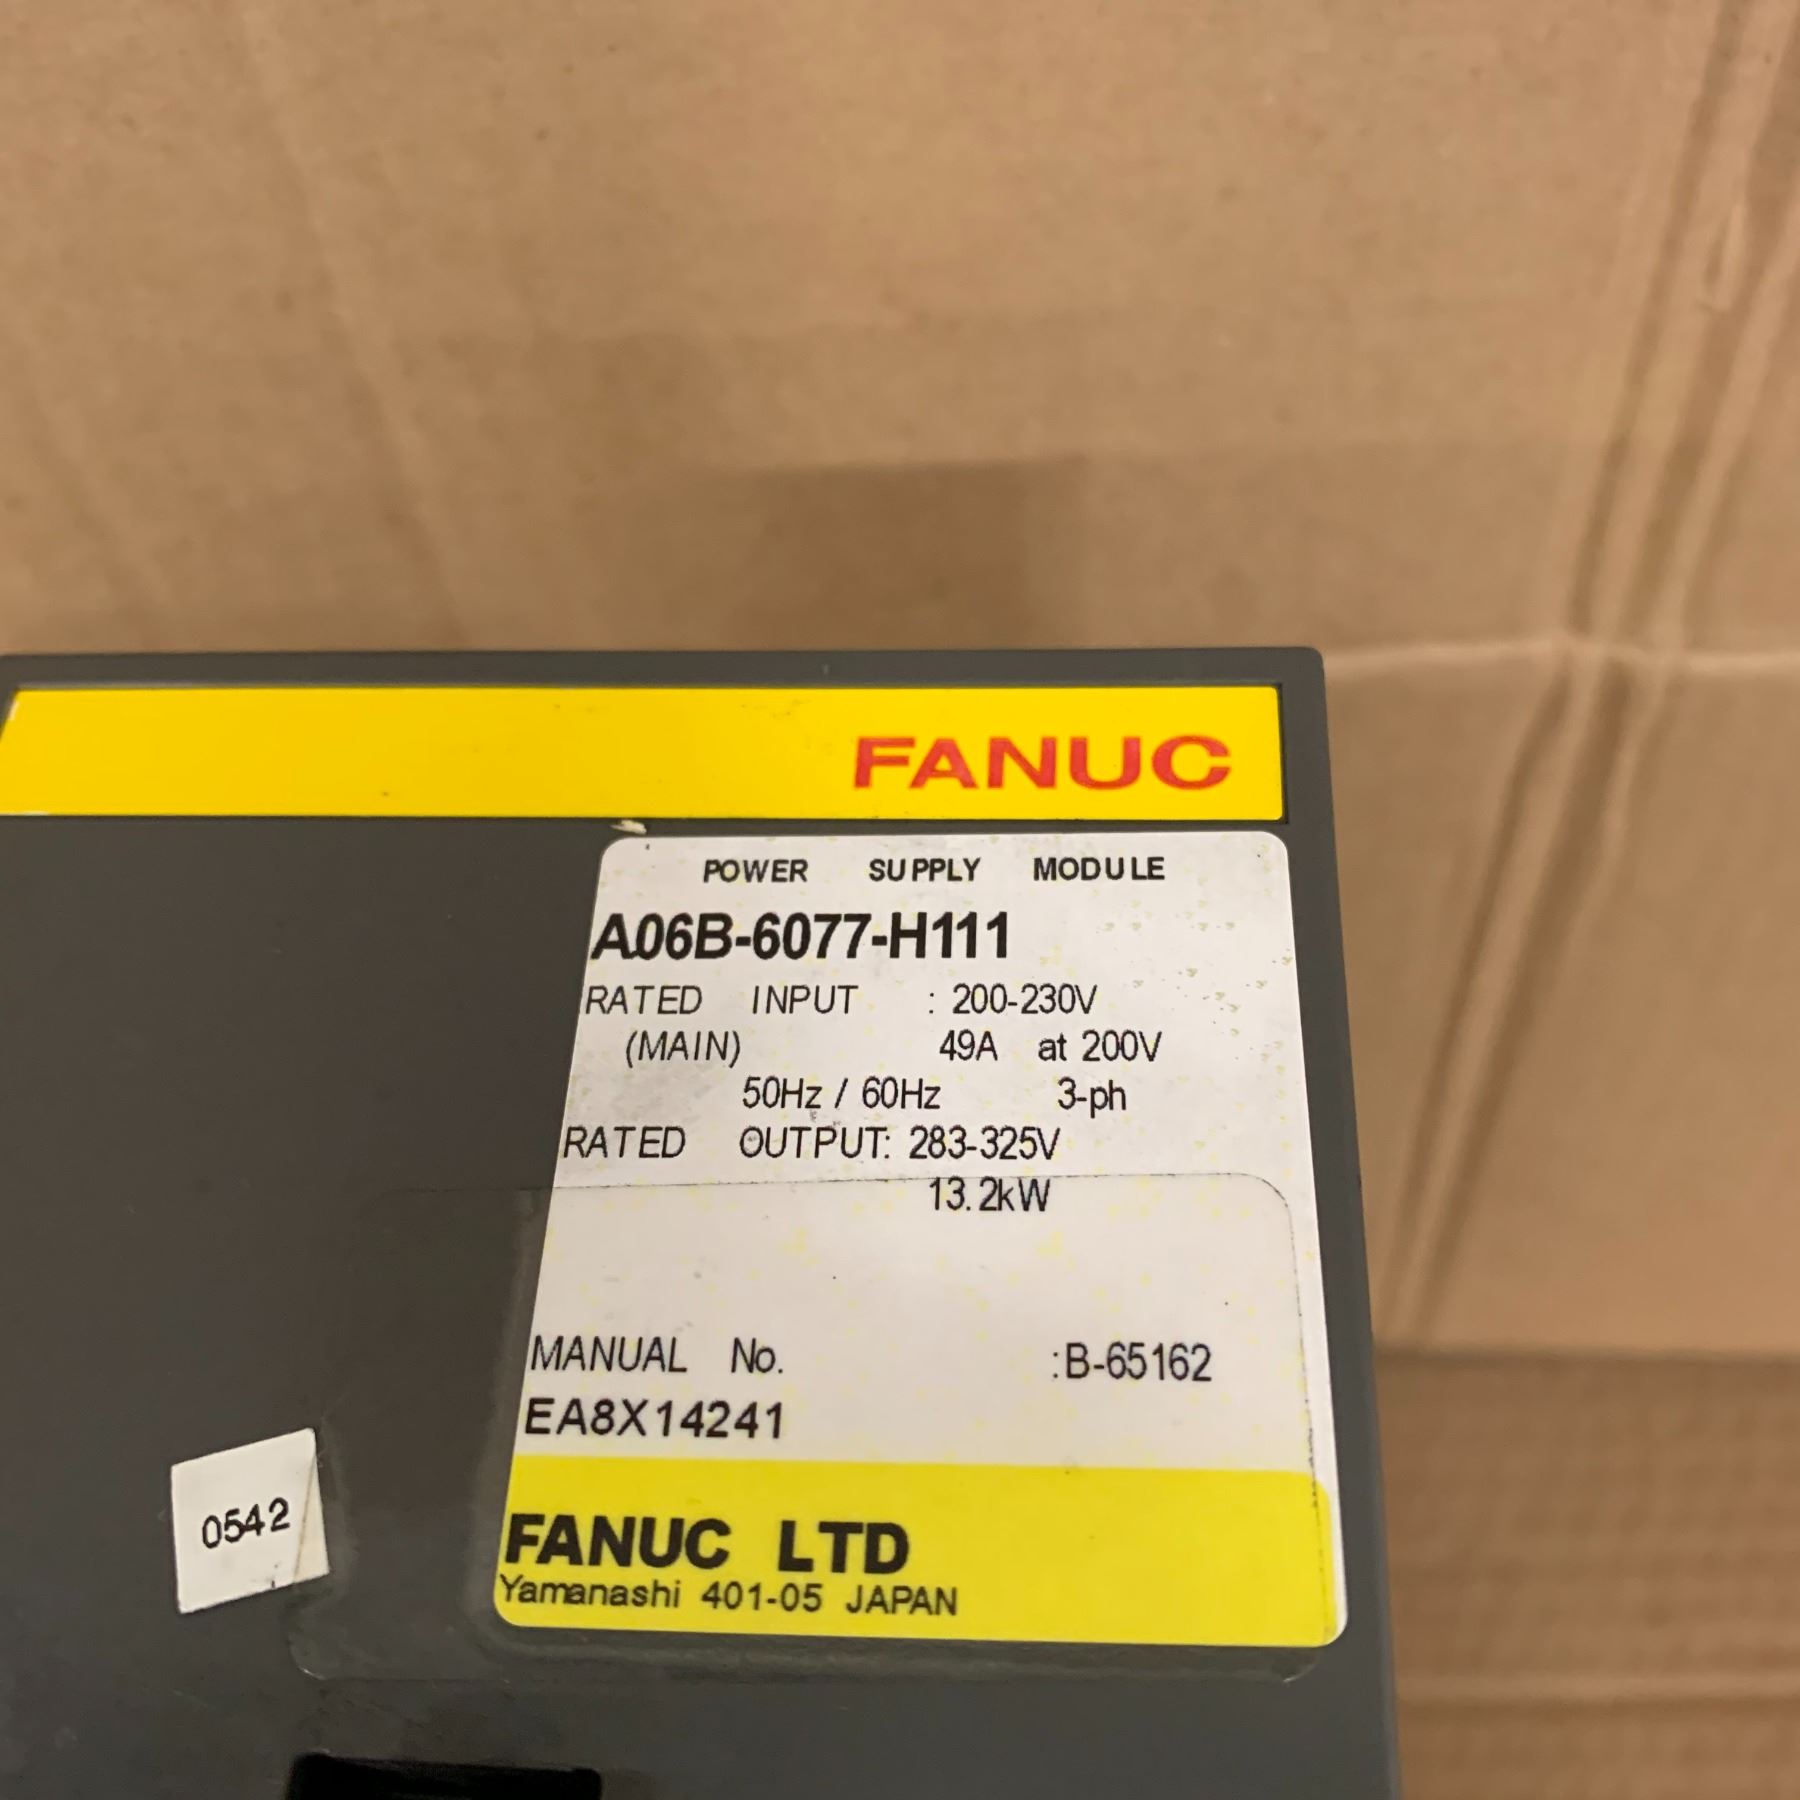 FANUC
POWER SUPPLY MODULE
A06B-6077-H111
RATED INPUT : 200-230V
(MAIN) 49A at 200V
50Hz / 60Hz 3-ph
RATED OUTPUT: 283-325V
13.2kW
MANUAL No. :B-65162
EA8X14241
0542
FANUC LTD
Yamanashi 401-05 JAPAN